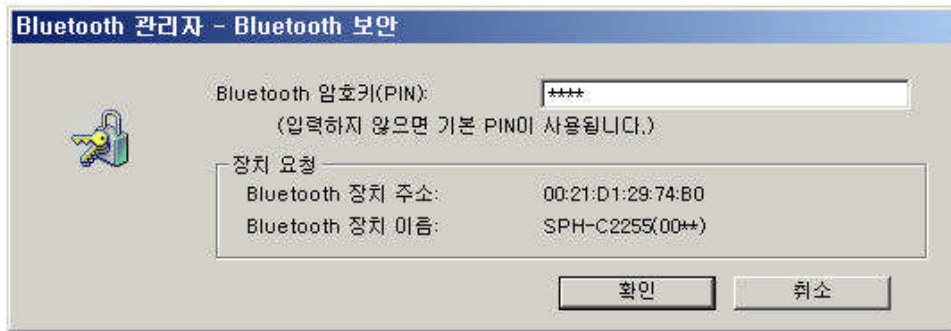 Bluetooth 관리자 - Bluetooth 보안
Bluetooth 암호키(PIN): ****
(입력하지 않으면 기본 PIN이 사용됩니다.)
장치 요청
Bluetooth 장치 주소: 00:21:D1:29:74:B0
Bluetooth 장치 이름: SPH-C2255(00**)
확인 취소